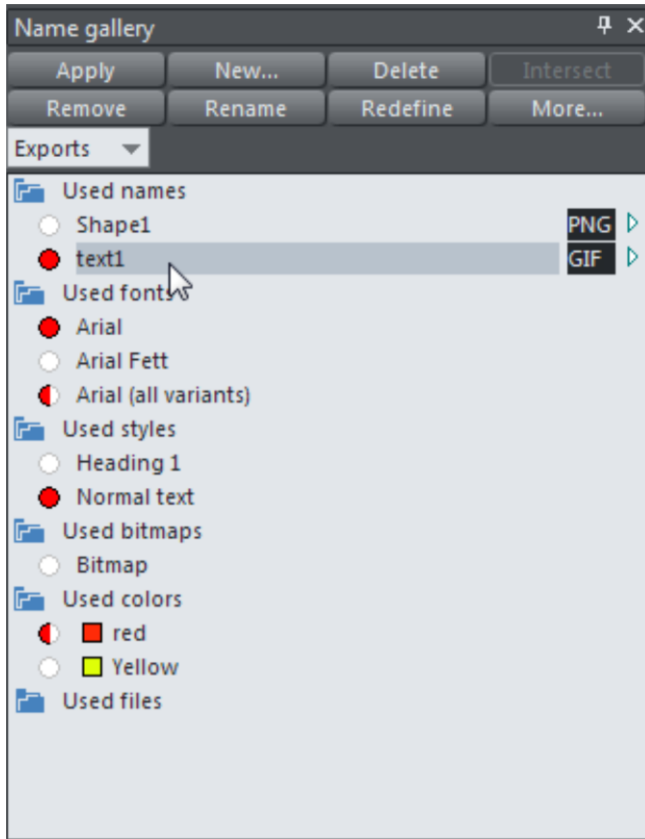 Name gallery
Apply New... Delete Intersect
Remove Rename Redefine More...
Exports
Used names
Shape1 PNG
text1 GIF
Used fonts
Arial
Arial Fett
Arial (all variants)
Used styles
Heading 1
Normal text
Used bitmaps
Bitmap
Used colors
red
Yellow
Used files